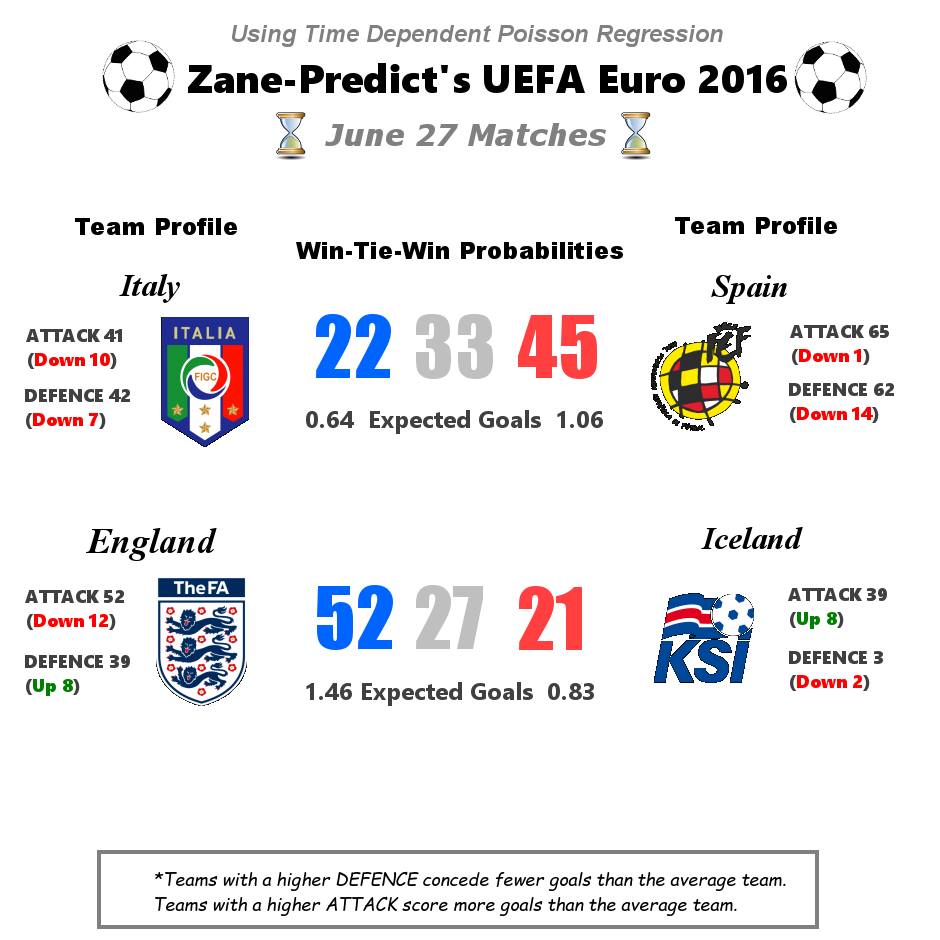 Using Time Dependent Poisson Regression
Zane-Predict's UEFA Euro 2016
June 27 Matches
Team Profile
Team Profile
Win-Tie-Win Probabilities
Italy
Spain
ATTACK 41
(Down 10)
DEFENCE 42
(Down 7)
ITALIA
FIGC
22 33 45
0.64 Expected Goals 1.06
ATTACK 65
(Down 1)
DEFENCE 62
(Down 14)
England
Iceland
ATTACK 52
(Down 12)
DEFENCE 39
(Up 8)
The FA
52 27 21
1.46 Expected Goals 0.83
KSI
ATTACK 39
(Up 8)
DEFENCE 3
(Down 2)
*Teams with a higher DEFENCE concede fewer goals than the average team.
Teams with a higher ATTACK score more goals than the average team.